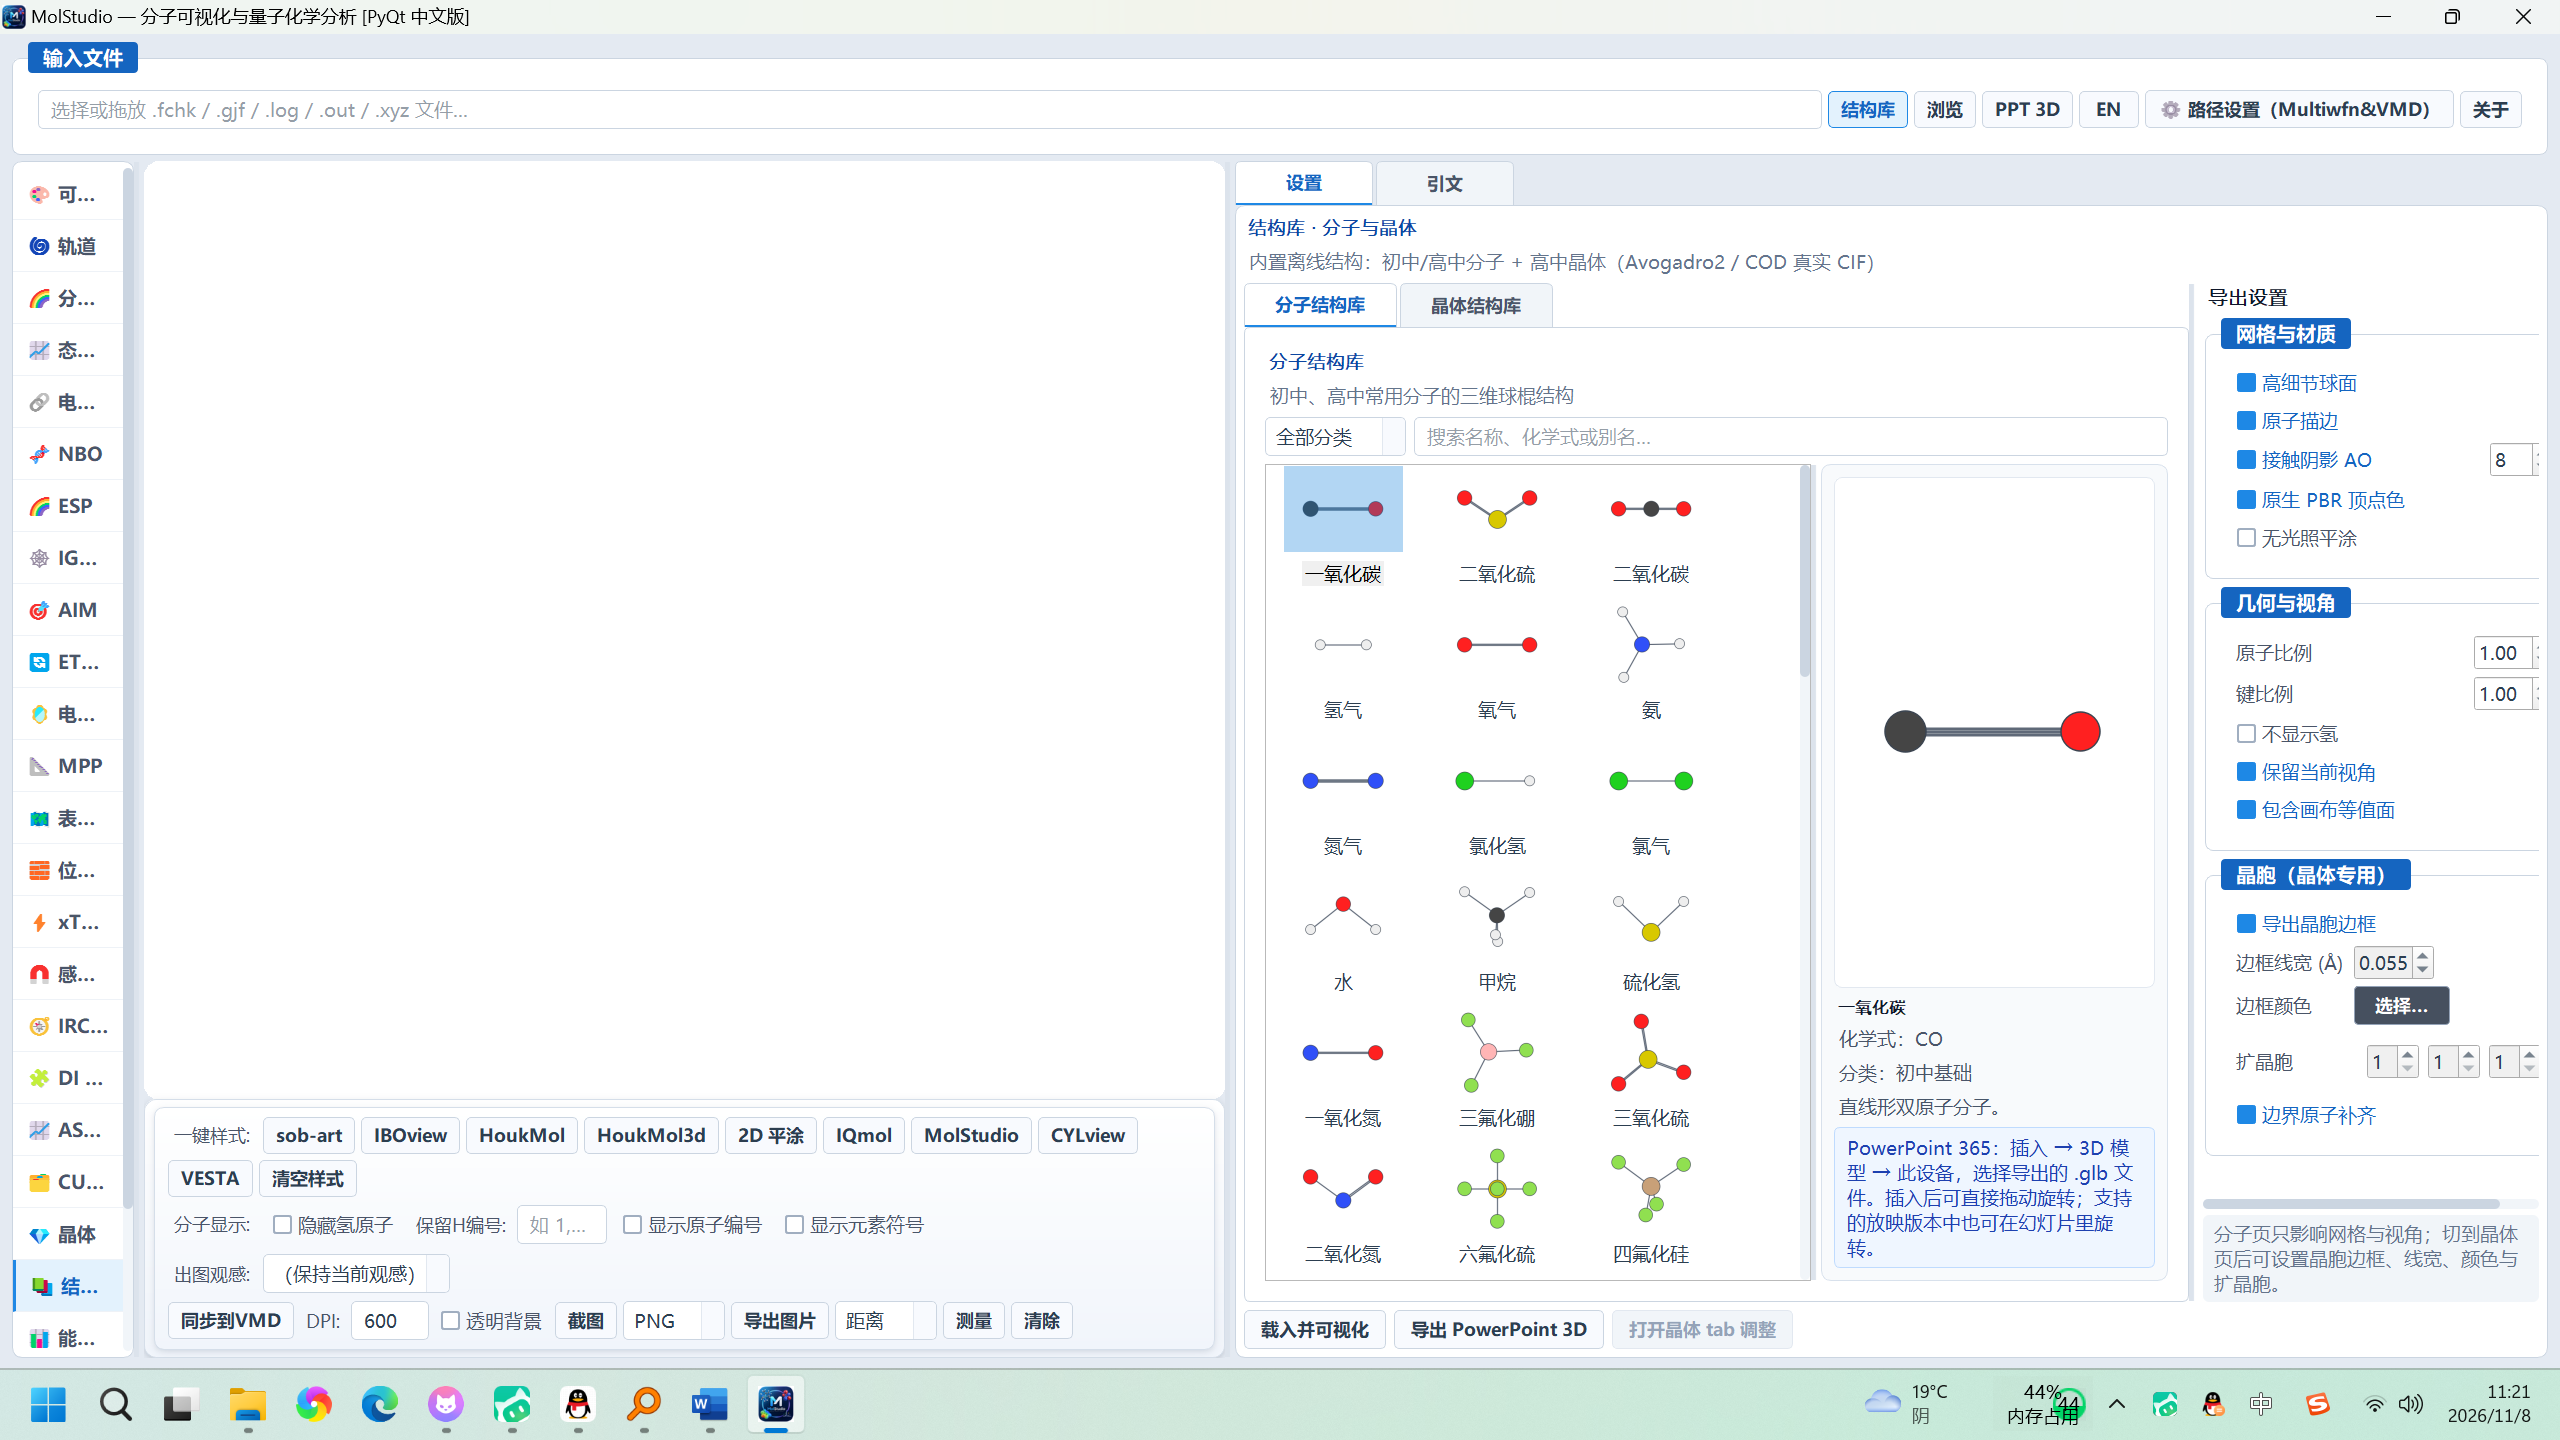 MolStudio — 分子可视化与量子化学分析 [PyQt 中文版]
输入文件
选择或拖放 .fchk / .gjf / .log / .out / .xyz 文件...
结构库 浏览 PPT 3D EN 路径设置（Multiwfn&VMD） 关于
可...
轨道
分...
态...
电...
NBO
ESP
IG...
AIM
ET...
电...
MPP
表...
位...
xT...
感...
IRC...
DI ...
AS...
CU...
晶体
结...
能...
一键样式: sob-art IBOview HoukMol HoukMol3d 2D 平涂 IQmol MolStudio CYLview
VESTA 清空样式
分子显示: 隐藏氢原子 保留H编号: 如 1,... 显示原子编号 显示元素符号
出图观感: （保持当前观感）
同步到VMD DPI: 600 透明背景 截图 PNG 导出图片 距离 测量 清除
设置 引文
结构库 · 分子与晶体
内置离线结构：初中/高中分子 + 高中晶体（Avogadro2 / COD 真实 CIF）
分子结构库 晶体结构库
分子结构库
初中、高中常用分子的三维球棍结构
全部分类 搜索名称、化学式或别名...
一氧化碳 二氧化硫 二氧化碳
氢气 氧气 氨
氮气 氯化氢 氯气
水 甲烷 硫化氢
一氧化氮 三氟化硼 三氧化硫
二氧化氮 六氟化硫 四氟化硅
一氧化碳
化学式：CO
分类：初中基础
直线形双原子分子。
PowerPoint 365：插入 → 3D 模
型 → 此设备，选择导出的 .glb 文
件。插入后可直接拖动旋转；支持
的放映版本中也可在幻灯片里旋
转。
载入并可视化 导出 PowerPoint 3D 打开晶体 tab 调整
导出设置
网格与材质
高细节球面
原子描边
接触阴影 AO 8
原生 PBR 顶点色
无光照平涂
几何与视角
原子比例 1.00
键比例 1.00
不显示氢
保留当前视角
包含画布等值面
晶胞（晶体专用）
导出晶胞边框
边框线宽 (Å) 0.055
边框颜色 选择...
扩晶胞 1 1 1
边界原子补齐
分子页只影响网格与视角；切到晶体
页后可设置晶胞边框、线宽、颜色与
扩晶胞。
19°C
阴
44%
内存占用
44
中
11:21
2026/11/8